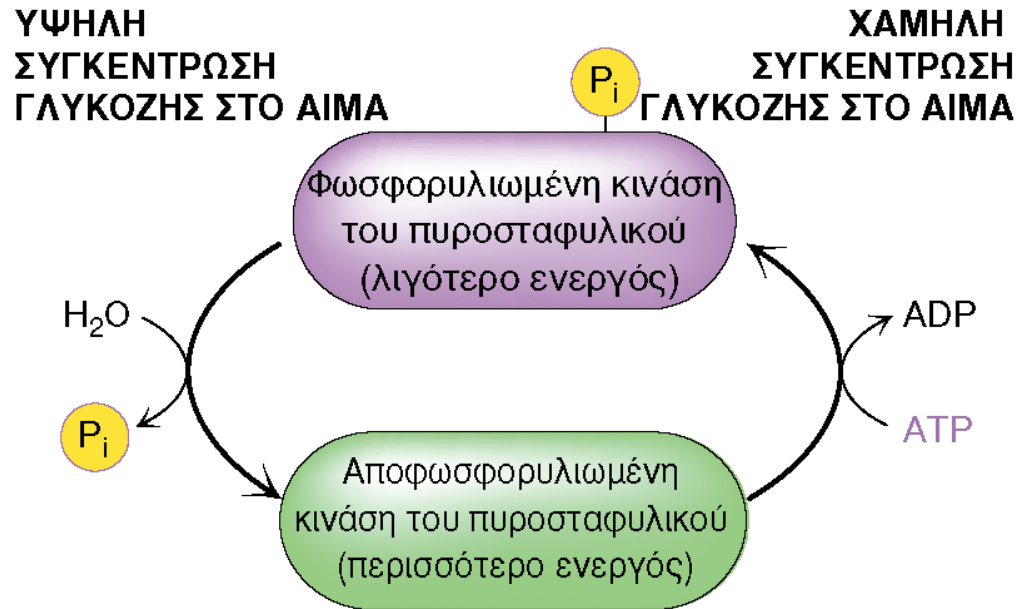 ΥΨΗΛΗ
ΣΥΓΚΕΝΤΡΩΣΗ
ΓΛΥΚΟΖΗΣ ΣΤΟ ΑΙΜΑ
ΧΑΜΗΛΗ
ΣΥΓΚΕΝΤΡΩΣΗ
ΓΛΥΚΟΖΗΣ ΣΤΟ ΑΙΜΑ
Pi
Φωσφορυλιωμένη κινάση
του πυροσταφυλικού
(λιγότερο ενεργός)
H2O
Pi
ADP
ATP
Αποφωσφορυλιωμένη
κινάση του πυροσταφυλικού
(περισσότερο ενεργός)